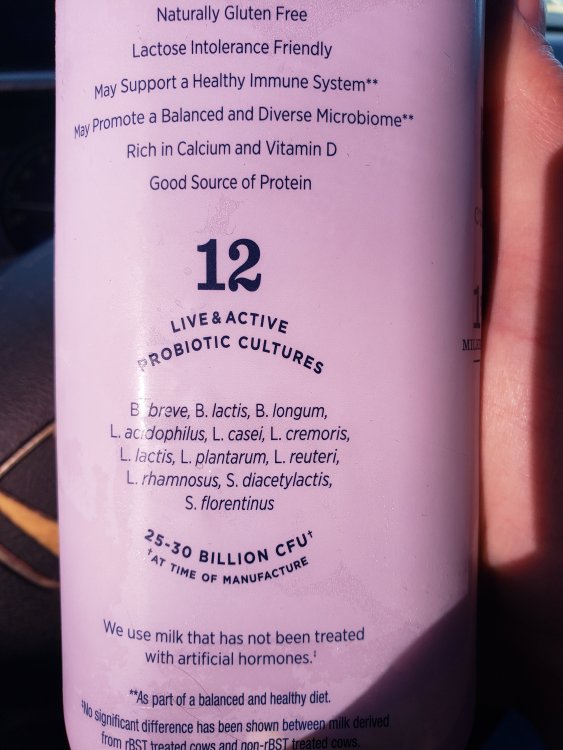 Naturally Gluten Free
Lactose Intolerance Friendly
May Support a Healthy Immune System**
May Promote a Balanced and Diverse Microbiome**
Rich in Calcium and Vitamin D
Good Source of Protein
12
LIVE & ACTIVE
PROBIOTIC CULTURES
B. breve, B. lactis, B. longum,
L. acidophilus, L. casei, L. cremoris,
L. lactis, L. plantarum, L. reuteri,
L. rhamnosus, S. diacetylactis,
S. florentinus
25-30 BILLION CFU†
†AT TIME OF MANUFACTURE
We use milk that has not been treated
with artificial hormones.‡
**As part of a balanced and healthy diet.
‡No significant difference has been shown between milk derived
from rBST treated cows and non-rBST treated cows.